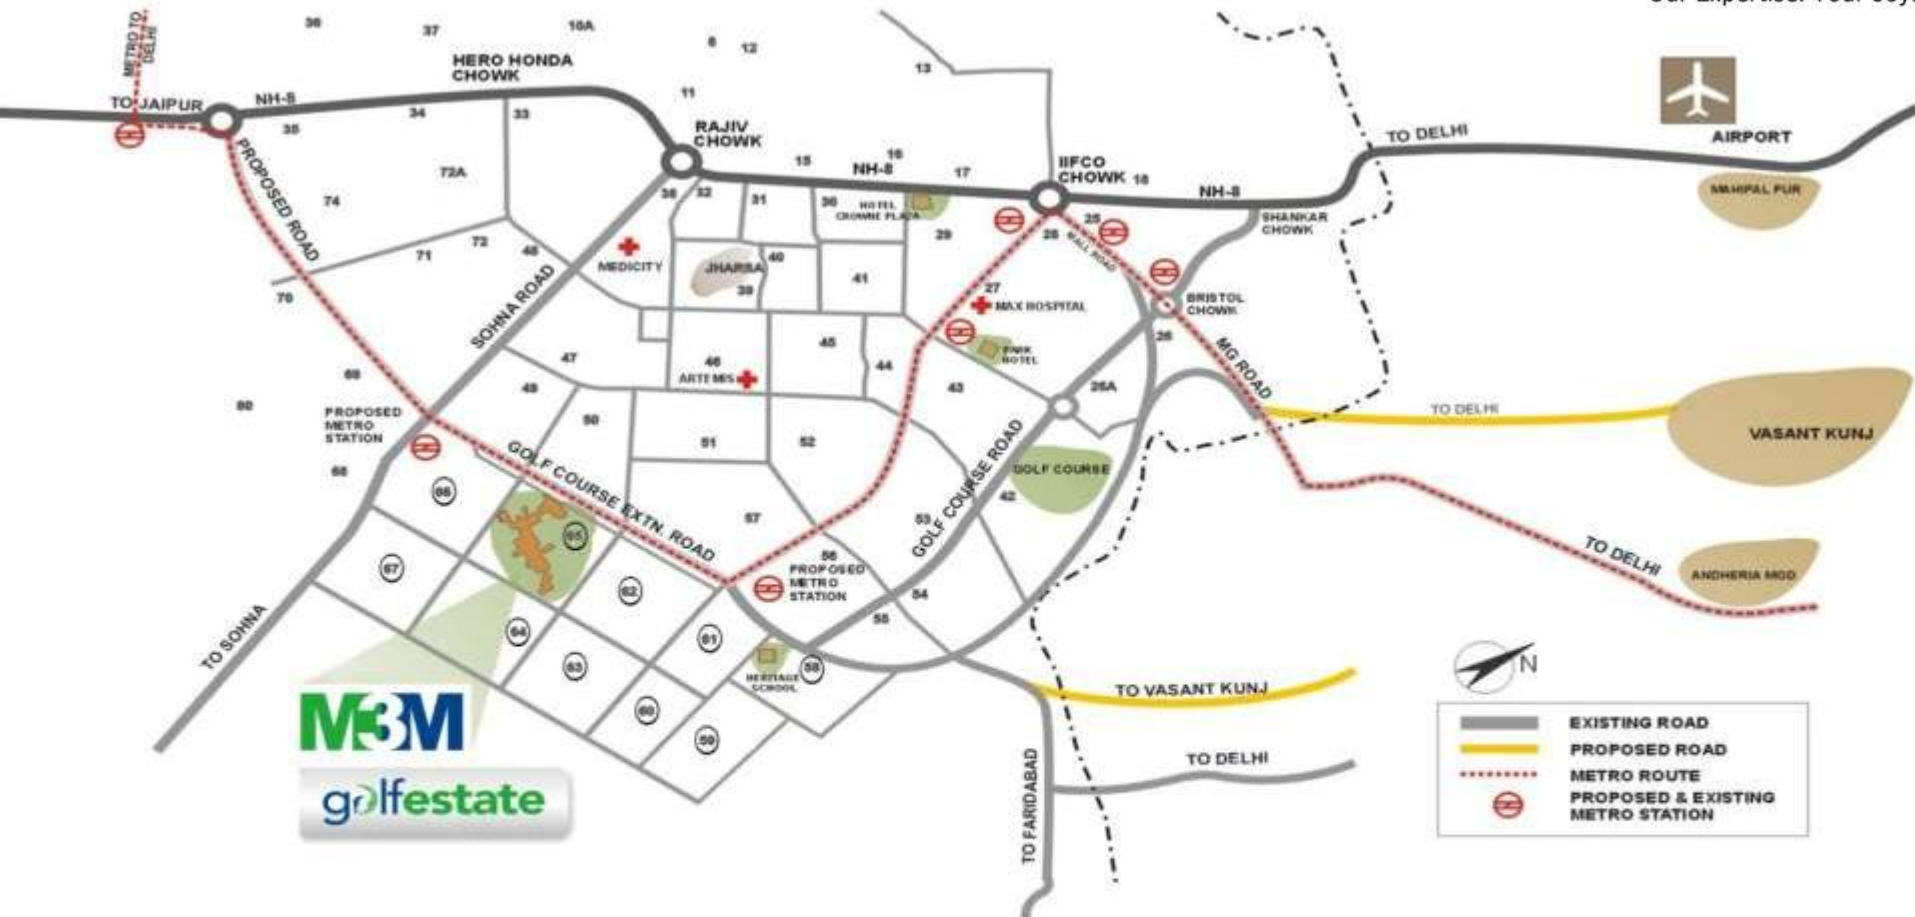 METRO TO
DELHI
36
37
10A
6
12
13
HERO HONDA
CHOWK
11
TO JAIPUR
NH-8
35
34
33
RAJIV
CHOWK
15
16
NH-8
17
IIFCO
CHOWK
18
NH-8
TO DELHI
AIRPORT
MAHIPAL PUR
PROPOSED ROAD
72A
74
38
32
31
30
HOTEL
CROWNE PLAZA
29
28
25
MALL ROAD
SHANKAR
CHOWK
71
72
48
MEDICITY
JHARSA
40
39
41
27
MAX HOSPITAL
BRISTOL
CHOWK
70
SOHNA ROAD
47
46
ARTEMIS
45
44
43
PARK
HOTEL
26
26A
MG ROAD
69
80
PROPOSED
METRO
STATION
49
50
51
52
TO DELHI
VASANT KUNJ
68
66
GOLF COURSE EXTN. ROAD
GOLF COURSE ROAD
GOLF COURSE
42
65
57
53
67
62
56
PROPOSED
METRO
STATION
54
55
TO DELHI
ANDHERIA MOD
TO SOHNA
64
63
61
58
HERITAGE
SCHOOL
60
59
M3M
golfestate
TO VASANT KUNJ
TO DELHI
TO FARIDABAD
N
EXISTING ROAD
PROPOSED ROAD
METRO ROUTE
PROPOSED & EXISTING
METRO STATION